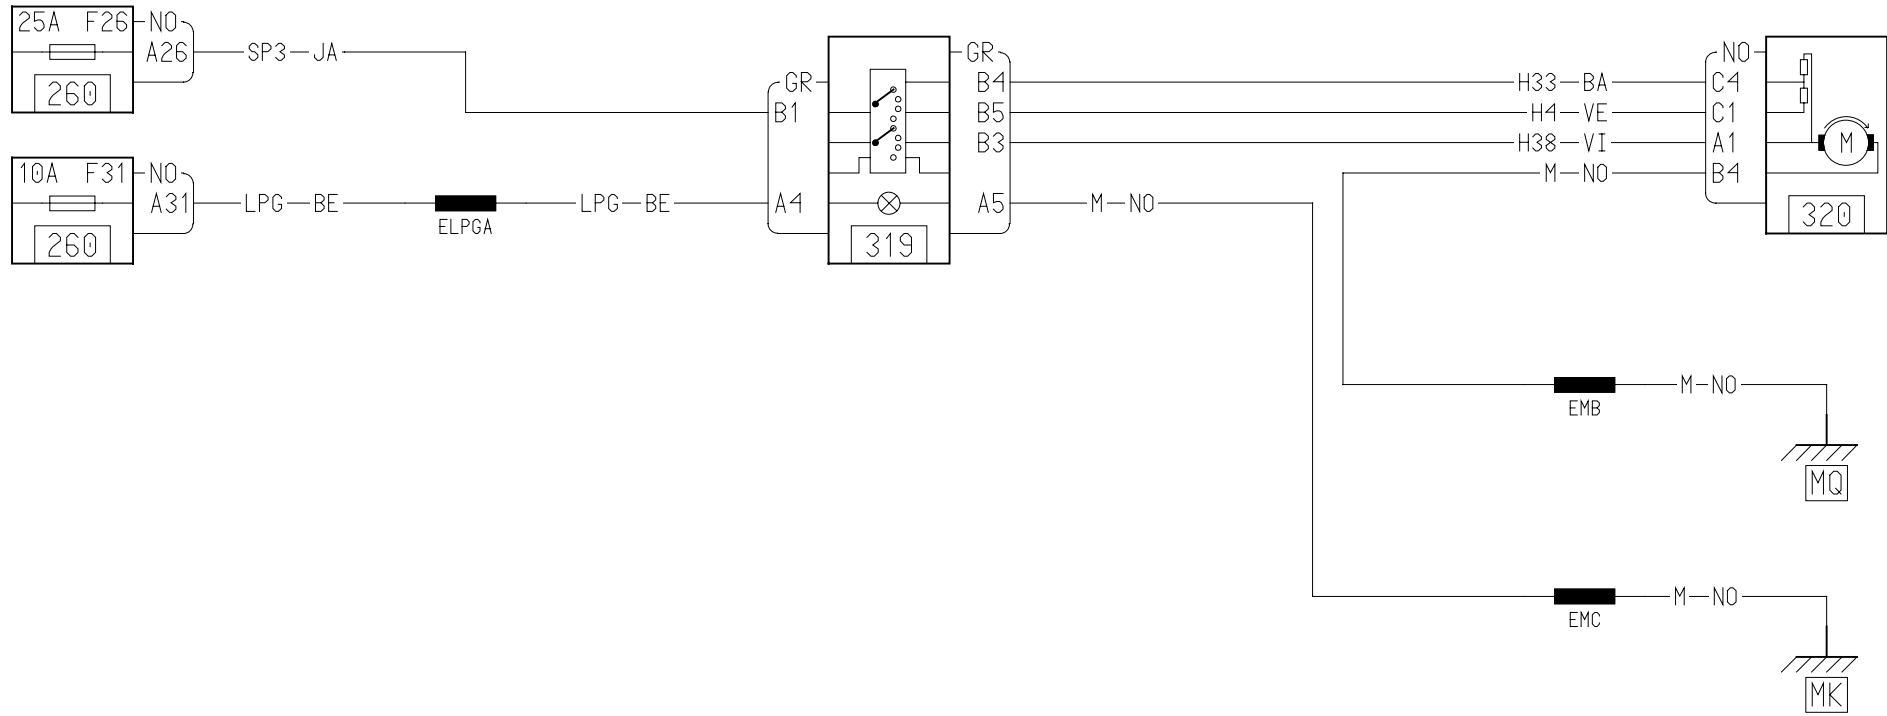 25A F26 NO
A26 SP3 JA
260
10A F31 NO
A31 LPG BE ELPGA LPG BE
260
GR
B1
A4
319
GR
B4 H33 BA
B5 H4 VE
B3 H38 VI
M NO
A5 M NO
NO
C4
C1
A1
B4
M
320
EMB M NO
MQ
EMC M NO
MK